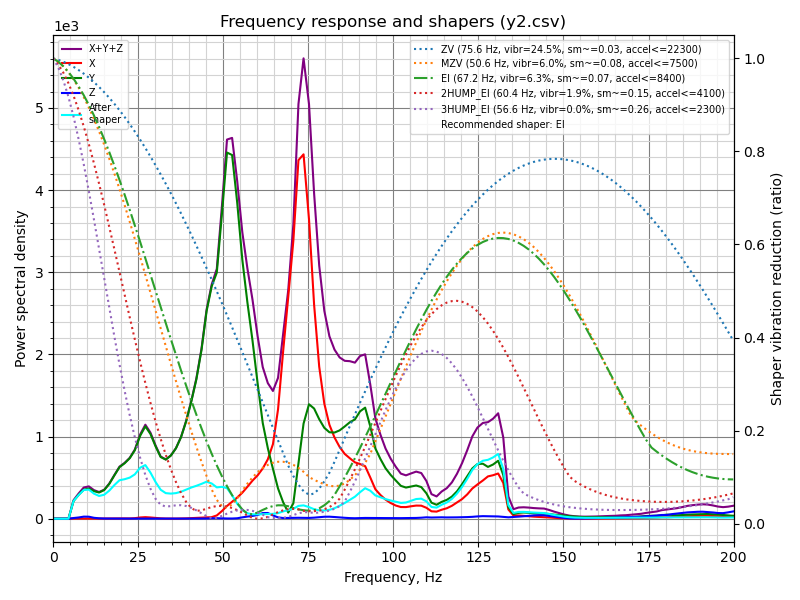 Frequency response and shapers (y2.csv)
1e3
X+Y+Z
X
Y
Z
After
shaper
ZV (75.6 Hz, vibr=24.5%, sm~=0.03, accel<=22300)
MZV (50.6 Hz, vibr=6.0%, sm~=0.08, accel<=7500)
EI (67.2 Hz, vibr=6.3%, sm~=0.07, accel<=8400)
2HUMP_EI (60.4 Hz, vibr=1.9%, sm~=0.15, accel<=4100)
3HUMP_EI (56.6 Hz, vibr=0.0%, sm~=0.26, accel<=2300)
Recommended shaper: EI
Power spectral density
5
4
3
2
1
0
1.0
0.8
0.6
0.4
0.2
0.0
Shaper vibration reduction (ratio)
0 25 50 75 100 125 150 175 200
Frequency, Hz